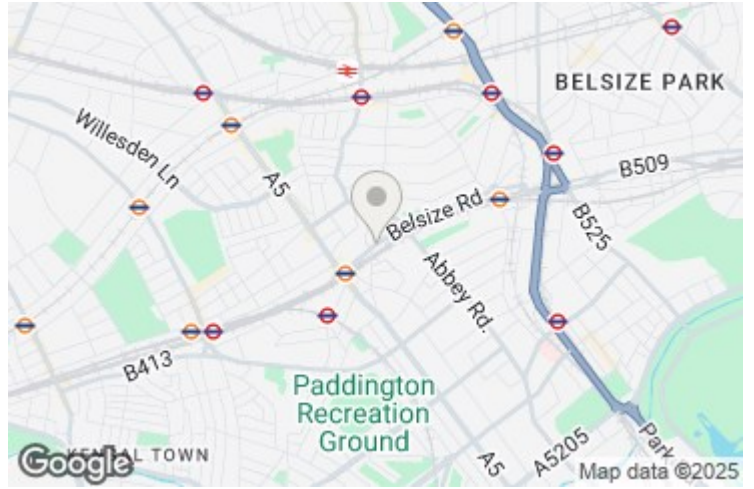 BELSIZE PARK
Willesden Ln
B509
A5
Belsize Rd
B525
Abbey Rd.
B413
Paddington
Recreation
Ground
A5205
A5
Park
TOWN
Google
Map data ©2025